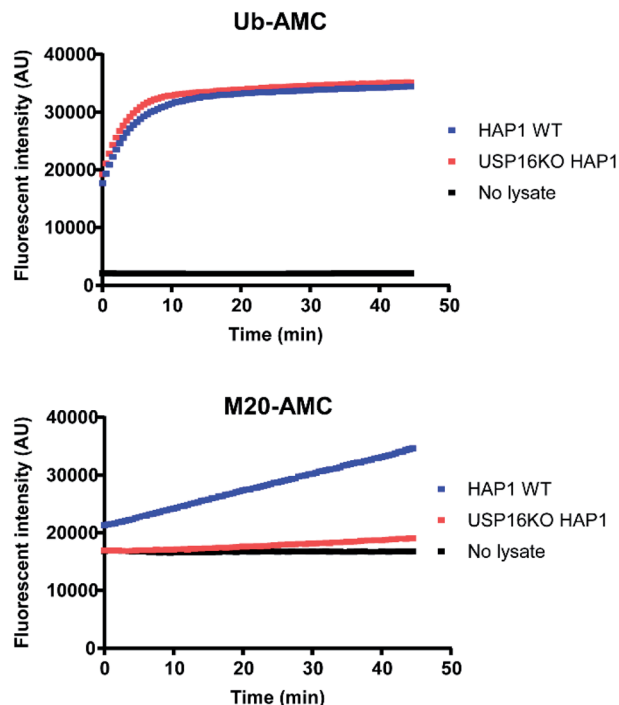 Ub-AMC
Fluorescent intensity (AU)
40000
30000
20000
10000
0
0 10 20 30 40 50
Time (min)
HAP1 WT
USP16KO HAP1
No lysate
M20-AMC
Fluorescent intensity (AU)
40000
30000
20000
10000
0
0 10 20 30 40 50
Time (min)
HAP1 WT
USP16KO HAP1
No lysate